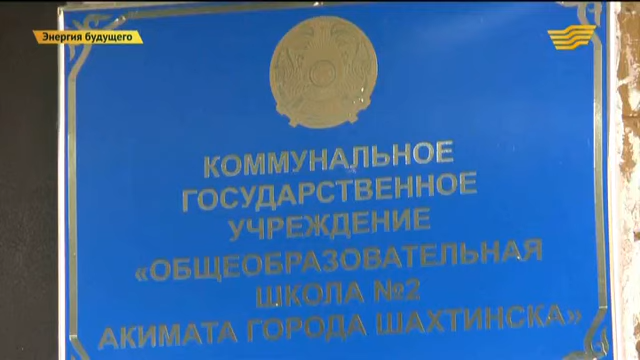 Энергия будущего
КОММУНАЛЬНОЕ
ГОСУДАРСТВЕННОЕ
УЧРЕЖДЕНИЕ
«ОБЩЕОБРАЗОВАТЕЛЬНАЯ
ШКОЛА №2
АКИМАТА ГОРОДА ШАХТИНСКА»